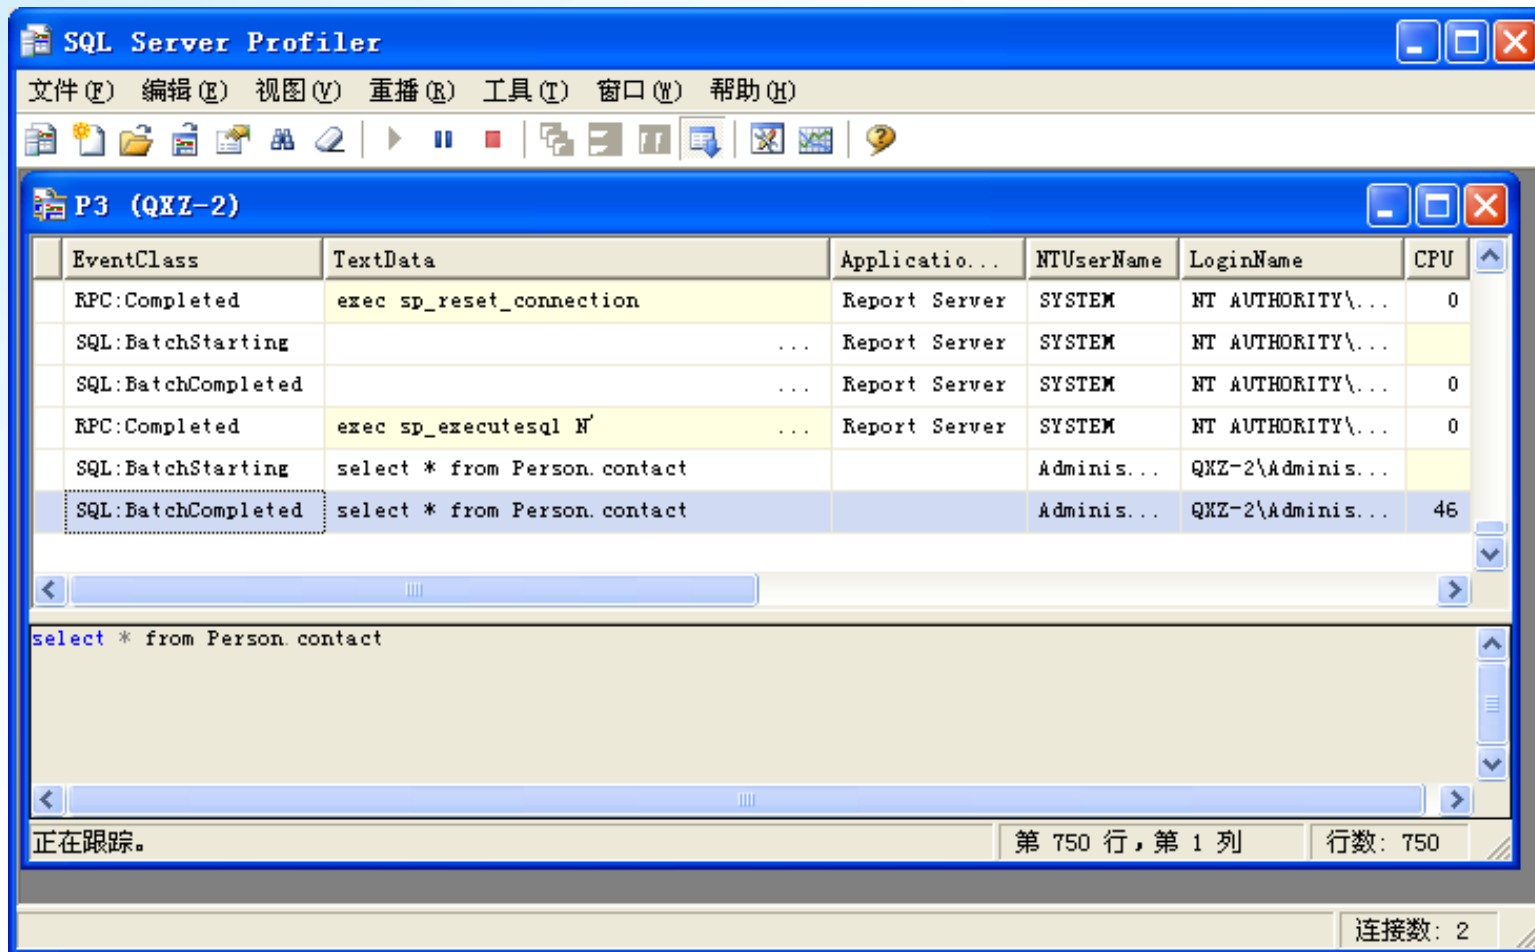 SQL Server Profiler
文件(F) 编辑(E) 视图(V) 重播(R) 工具(T) 窗口(W) 帮助(H)
P3 (QXZ-2)
EventClass TextData Applicatio... NTUserName LoginName CPU
RPC:Completed exec sp_reset_connection Report Server SYSTEM NT AUTHORITY\... 0
SQL:BatchStarting ... Report Server SYSTEM NT AUTHORITY\...
SQL:BatchCompleted ... Report Server SYSTEM NT AUTHORITY\... 0
RPC:Completed exec sp_executesql N' ... Report Server SYSTEM NT AUTHORITY\... 0
SQL:BatchStarting select * from Person.contact Adminis... QXZ-2\Adminis...
SQL:BatchCompleted select * from Person.contact Adminis... QXZ-2\Adminis... 46
select * from Person.contact
正在跟踪。 第 750 行，第 1 列 行数: 750
连接数: 2